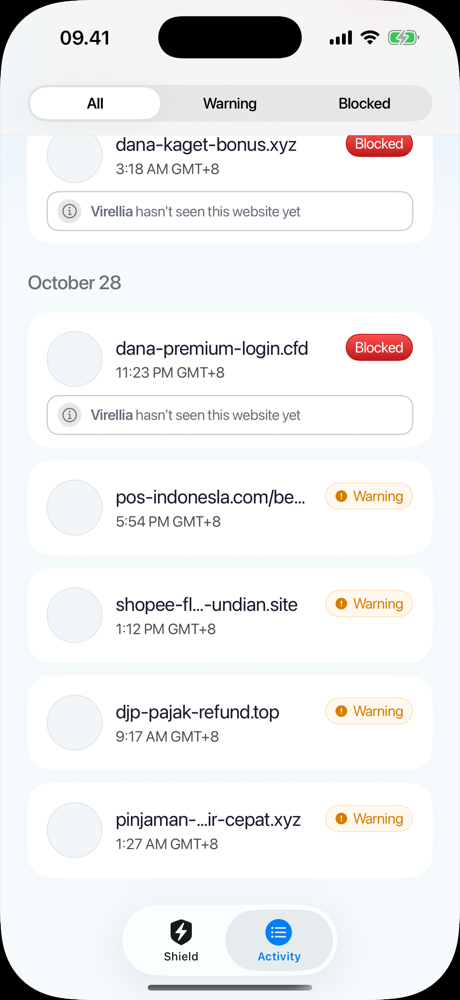 09.41
All
Warning
Blocked
dana-kaget-bonus.xyz
Blocked
3:18 AM GMT+8
Virellia hasn't seen this website yet
October 28
dana-premium-login.cfd
Blocked
11:23 PM GMT+8
Virellia hasn't seen this website yet
pos-indonesla.com/be...
Warning
5:54 PM GMT+8
shopee-fl...-undian.site
Warning
1:12 PM GMT+8
djp-pajak-refund.top
Warning
9:17 AM GMT+8
pinjaman-...ir-cepat.xyz
Warning
1:27 AM GMT+8
Shield
Activity